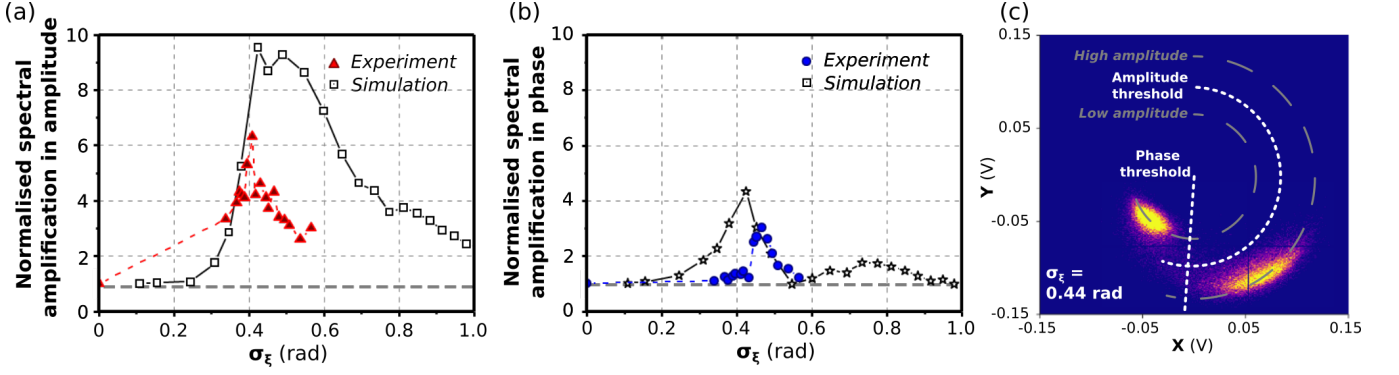 (a)
Normalised spectral
amplification in amplitude
10
8
6
4
2
0
0
0.2
0.4
0.6
0.8
1.0
σξ (rad)
Experiment
Simulation
(b)
Normalised spectral
amplification in phase
10
8
6
4
2
0
0
0.2
0.4
0.6
0.8
1.0
σξ (rad)
Experiment
Simulation
(c)
0.15
0.05
-0.05
-0.15
Y (V)
-0.15
-0.05
0.05
0.15
X (V)
High amplitude
Amplitude
threshold
Low amplitude
Phase
threshold
σξ =
0.44 rad